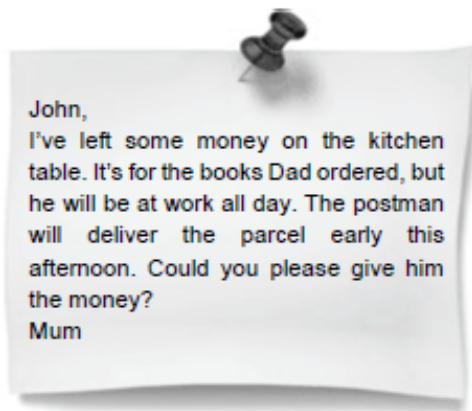 John,
I've left some money on the kitchen
table. It's for the books Dad ordered, but
he will be at work all day. The postman
will deliver the parcel early this
afternoon. Could you please give him
the money?
Mum